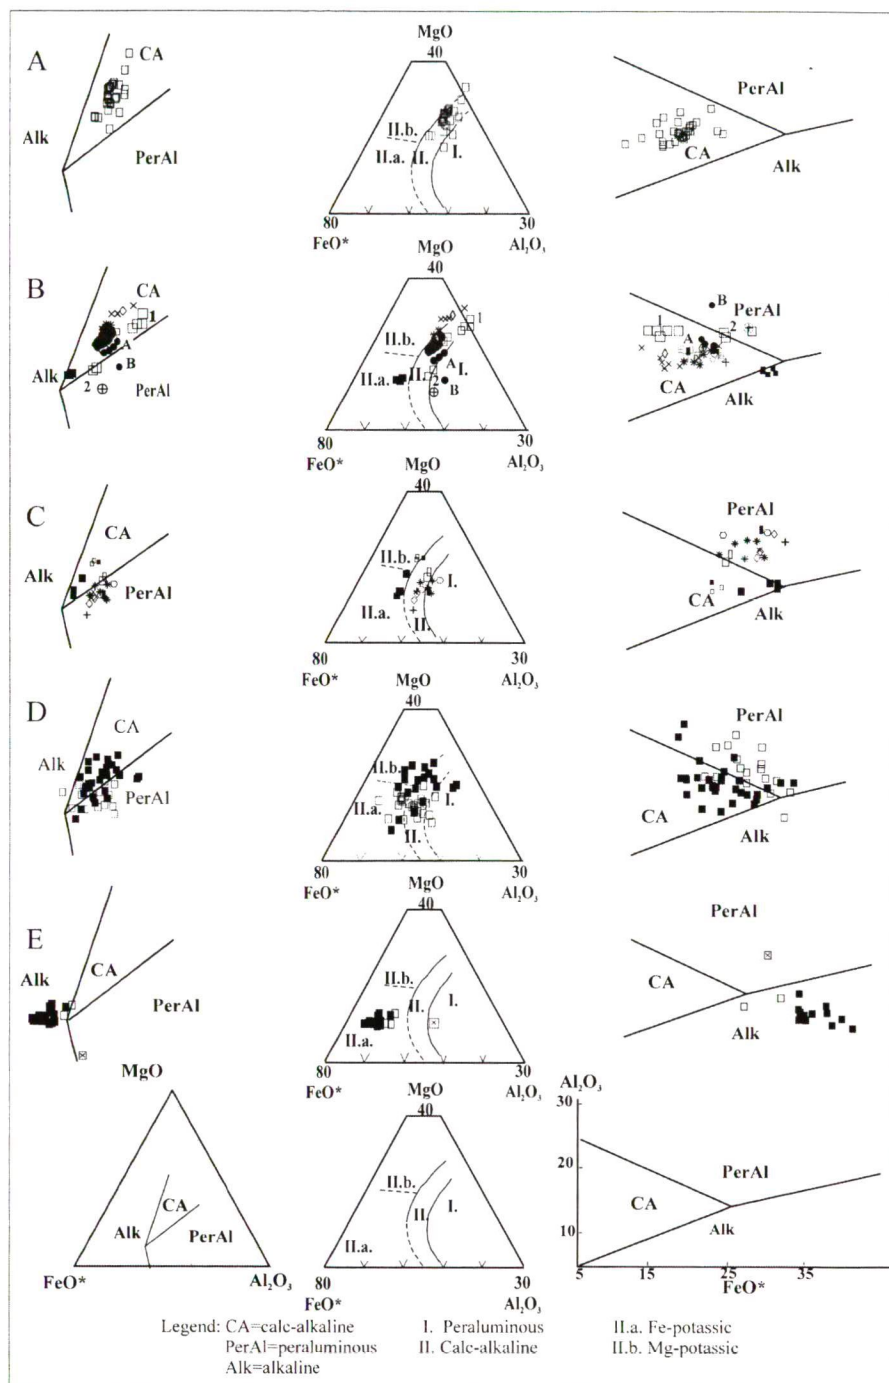 A
CA
Alk
PerAl
MgO
40
II.b.
II.a.
II.
I.
80
30
FeO*
Al₂O₃
PerAl
CA
Alk
B
CA
1
A
B
Alk
2
PerAl
MgO
40
1
II.b.
A
I.
II.a.
II.
2
B
80
30
FeO*
Al₂O₃
B
PerAl
1
2
A
CA
Alk
C
CA
Alk
PerAl
MgO
40
II.b.
I.
II.a.
II.
80
30
FeO*
Al₂O₃
PerAl
CA
Alk
D
CA
Alk
PerAl
MgO
40
II.b.
I.
II.a.
II.
80
30
FeO*
Al₂O₃
PerAl
CA
Alk
E
Alk
CA
PerAl
MgO
40
II.b.
II.
I.
II.a.
80
30
FeO*
Al₂O₃
PerAl
CA
Alk
MgO
CA
Alk
PerAl
FeO*
Al₂O₃
MgO
40
II.b.
II.
I.
II.a.
80
30
FeO*
Al₂O₃
Al₂O₃
30
20
10
PerAl
CA
Alk
5
15
25
35
FeO*
Legend: CA=calc-alkaline I. Peraluminous II.a. Fe-potassic
PerAl=peraluminous II. Calc-alkaline II.b. Mg-potassic
Alk=alkaline